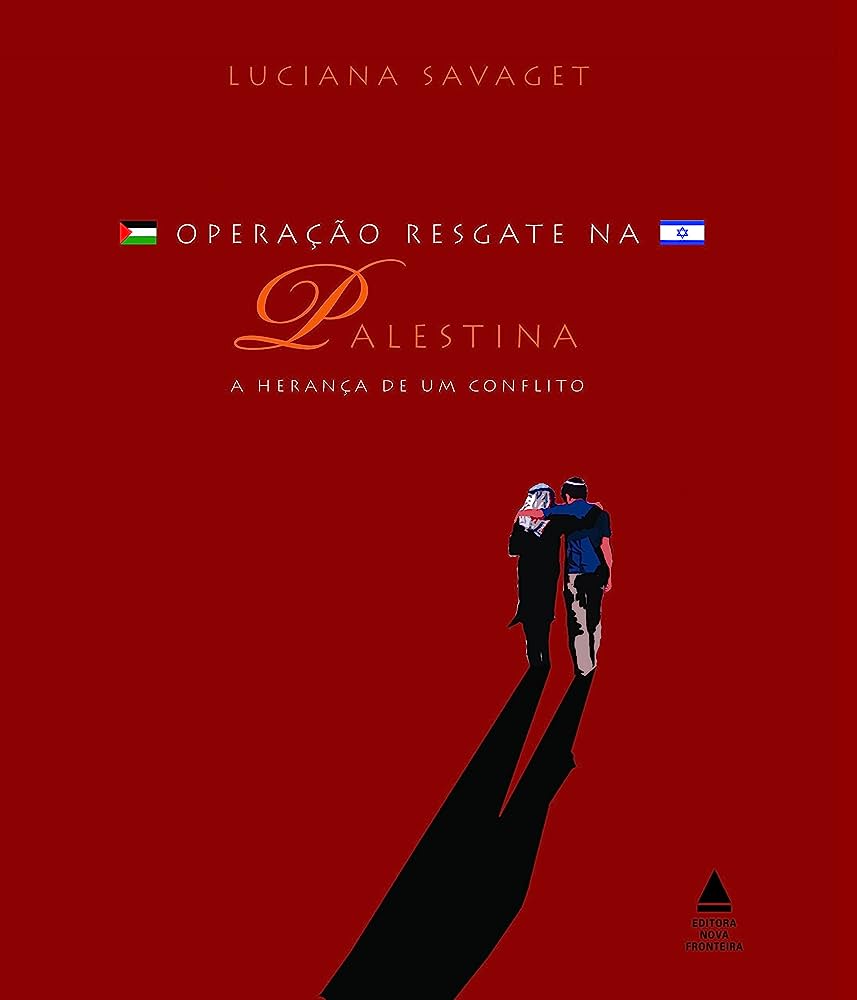 LUCIANA SAVAGET
OPERAÇÃO RESGATE NA
PALESTINA
A HERANÇA DE UM CONFLITO
EDITORA
NOVA
FRONTEIRA